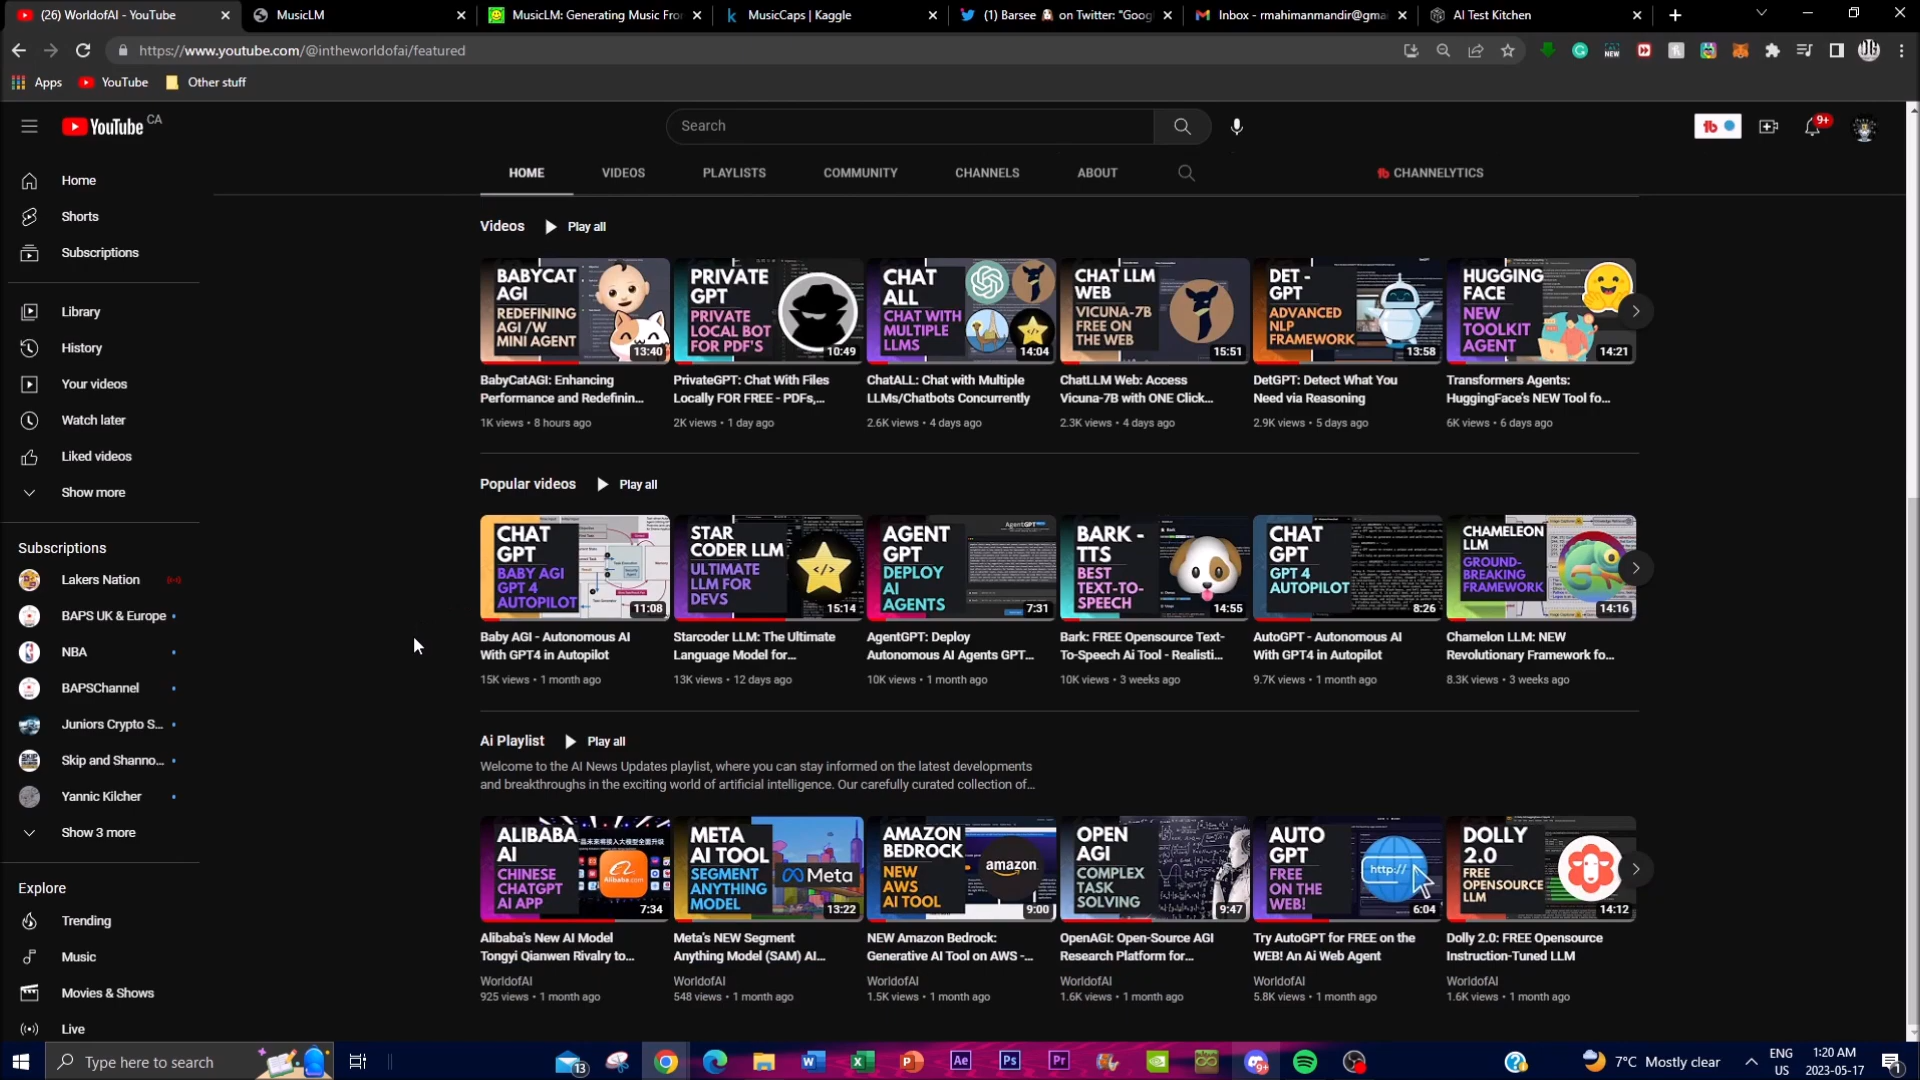 (26) WorldofAI - YouTube
MusicLM
MusicLM: Generating Music Fro
MusicCaps | Kaggle
(1) Barsee on Twitter: "Goog
Inbox - rmahimanmandir@gma
AI Test Kitchen
https://www.youtube.com/@intheworldofai/featured
Apps
YouTube
Other stuff
YouTube CA
Search
9+
HOME
VIDEOS
PLAYLISTS
COMMUNITY
CHANNELS
ABOUT
CHANNELYTICS
Home
Shorts
Subscriptions
Library
History
Your videos
Watch later
Liked videos
Show more
Subscriptions
Lakers Nation
BAPS UK & Europe
NBA
BAPSChannel
Juniors Crypto S...
Skip and Shanno...
Yannic Kilcher
Show 3 more
Explore
Trending
Music
Movies & Shows
Live
Videos
Play all
BABYCAT
AGI
REDEFINING
AGI /W
MINI AGENT
13:40
BabyCatAGI: Enhancing
Performance and Redefinin...
1K views • 8 hours ago
PRIVATE
GPT
PRIVATE
LOCAL BOT
FOR PDF'S
10:49
PrivateGPT: Chat With Files
Locally FOR FREE - PDFs,...
2K views • 1 day ago
CHAT
ALL
CHAT WITH
MULTIPLE
LLMS
14:04
ChatALL: Chat with Multiple
LLMs/Chatbots Concurrently
2.6K views • 4 days ago
CHAT LLM
WEB
VICUNA-7B
FREE ON
THE WEB
15:51
ChatLLM Web: Access
Vicuna-7B with ONE Click...
2.3K views • 4 days ago
DET -
GPT
ADVANCED
NLP
FRAMEWORK
13:58
DetGPT: Detect What You
Need via Reasoning
2.9K views • 5 days ago
HUGGING
FACE
NEW
TOOLKIT
AGENT
14:21
Transformers Agents:
HuggingFace's NEW Tool fo...
6K views • 6 days ago
Popular videos
Play all
CHAT
GPT
BABY AGI
GPT 4
AUTOPILOT
11:08
Baby AGI - Autonomous AI
With GPT4 in Autopilot
15K views • 1 month ago
STAR
CODER LLM
ULTIMATE
LLM FOR
DEVS
</>
15:14
Starcoder LLM: The Ultimate
Language Model for...
13K views • 12 days ago
AGENT
GPT
DEPLOY
AI
AGENTS
AgentGPT
7:31
AgentGPT: Deploy
Autonomous AI Agents GPT...
10K views • 1 month ago
BARK -
TTS
BEST
TEXT-TO-
SPEECH
14:55
Bark: FREE Opensource Text-
To-Speech Ai Tool - Realisti...
10K views • 3 weeks ago
CHAT
GPT
GPT 4
AUTOPILOT
8:26
AutoGPT - Autonomous AI
With GPT4 in Autopilot
9.7K views • 1 month ago
CHAMELEON
LLM
GROUND-
BREAKING
FRAMEWORK
14:16
Chamelon LLM: NEW
Revolutionary Framework fo...
8.3K views • 3 weeks ago
Ai Playlist
Play all
Welcome to the AI News Updates playlist, where you can stay informed on the latest developments
and breakthroughs in the exciting world of artificial intelligence. Our carefully curated collection of...
ALIBABA
AI
CHINESE
CHATGPT
AI APP
Alibaba.com
7:34
Alibaba's New AI Model
Tongyi Qianwen Rivalry to...
WorldofAI
925 views • 1 month ago
META
AI TOOL
SEGMENT
ANYTHING
MODEL
Meta
13:22
Meta's NEW Segment
Anything Model (SAM) AI...
WorldofAI
548 views • 1 month ago
AMAZON
BEDROCK
NEW
AWS
AI TOOL
amazon
9:00
NEW Amazon Bedrock:
Generative AI Tool on AWS -...
WorldofAI
1.5K views • 1 month ago
OPEN
AGI
COMPLEX
TASK
SOLVING
9:47
OpenAGI: Open-Source AGI
Research Platform for...
WorldofAI
1.6K views • 1 month ago
AUTO
GPT
FREE
ON THE
WEB!
http://
6:04
Try AutoGPT for FREE on the
WEB! An Ai Web Agent
WorldofAI
5.8K views • 1 month ago
DOLLY
2.0
FREE
OPENSOURCE
LLM
14:12
Dolly 2.0: FREE Opensource
Instruction-Tuned LLM
WorldofAI
1.6K views • 1 month ago
Type here to search
13
9+
7°C Mostly clear
ENG
US
1:20 AM
2023-05-17
1